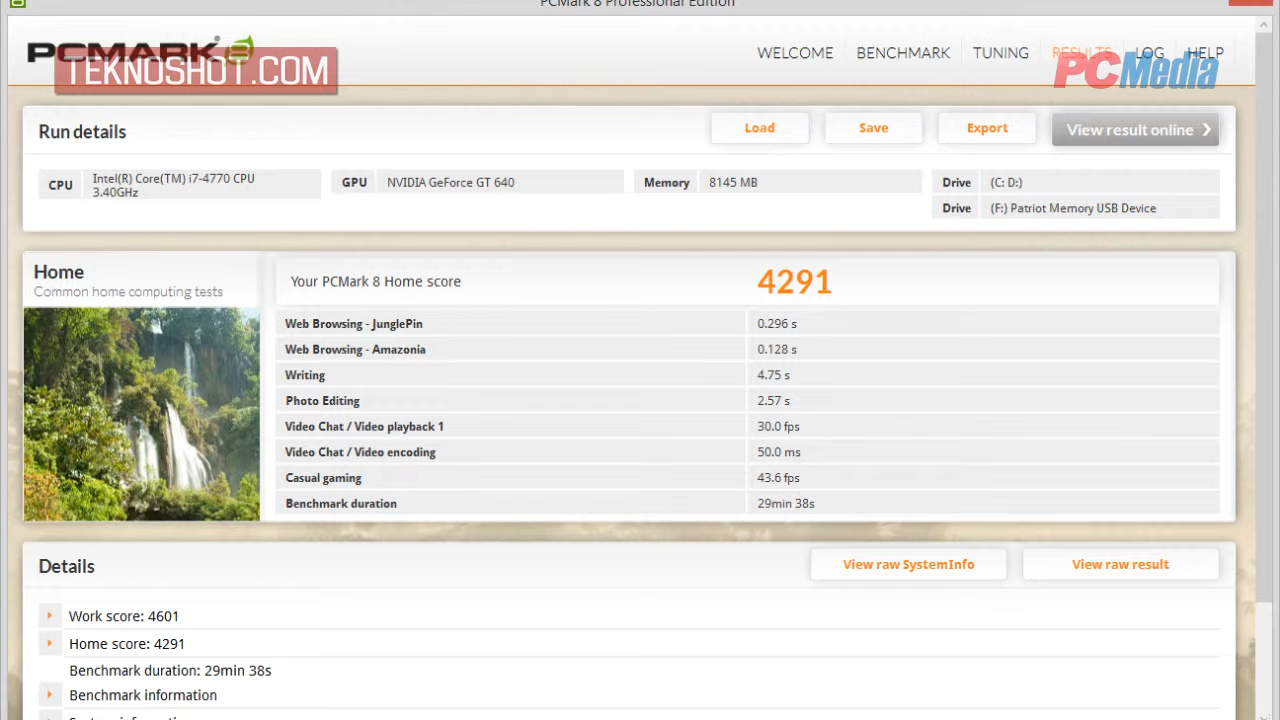 PCMark 8 Professional Edition
PCMARK 8
TEKNOSHOT.COM
WELCOME BENCHMARK TUNING RESULTS LOG HELP
PCMedia
Run details
Load Save Export View result online
CPU Intel(R) Core(TM) i7-4770 CPU
3.40GHz
GPU NVIDIA GeForce GT 640
Memory 8145 MB
Drive (C: D:)
Drive (F:) Patriot Memory USB Device
Home
Common home computing tests
Your PCMark 8 Home score 4291
Web Browsing - JunglePin 0.296 s
Web Browsing - Amazonia 0.128 s
Writing 4.75 s
Photo Editing 2.57 s
Video Chat / Video playback 1 30.0 fps
Video Chat / Video encoding 50.0 ms
Casual gaming 43.6 fps
Benchmark duration 29min 38s
Details
View raw SystemInfo View raw result
Work score: 4601
Home score: 4291
Benchmark duration: 29min 38s
Benchmark information